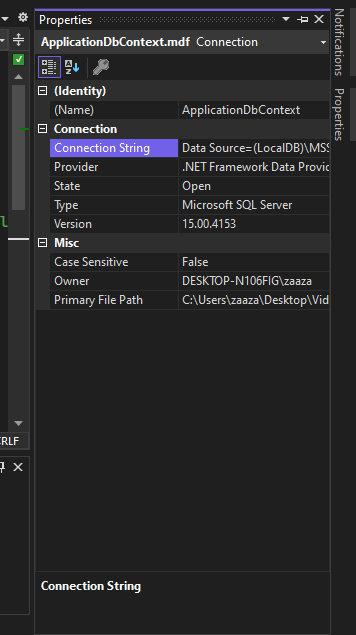 Properties
ApplicationDbContext.mdf Connection
(Identity)
(Name) ApplicationDbContext
Connection
Connection String Data Source=(LocalDB)\MSS
Provider .NET Framework Data Provid
State Open
Type Microsoft SQL Server
Version 15.00.4153
Misc
Case Sensitive False
Owner DESKTOP-N106FIG\zaaza
Primary File Path C:\Users\zaaza\Desktop\Vid
Connection String
Notifications
Properties
CRLF